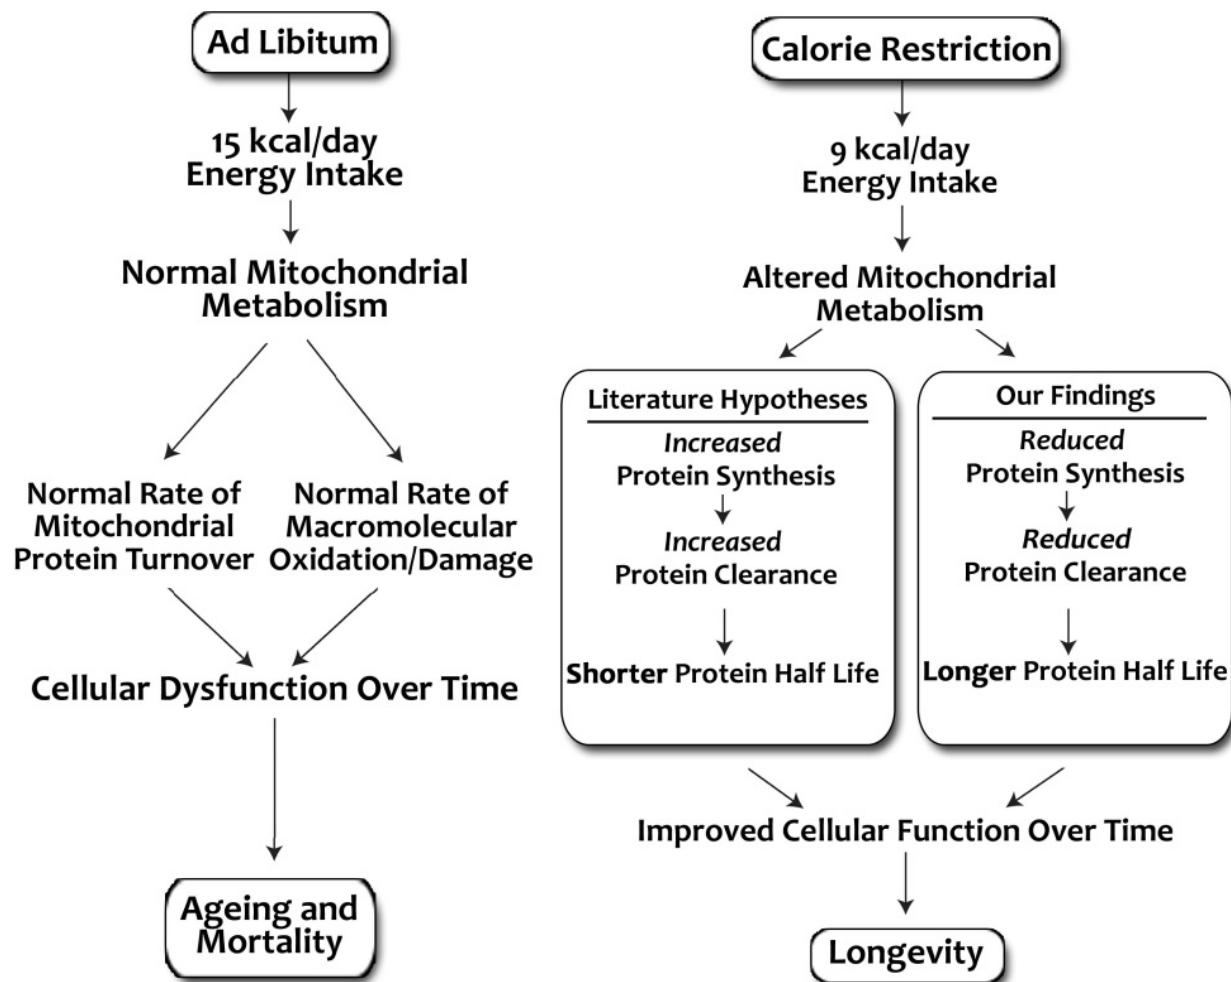 Ad Libitum
15 kcal/day
Energy Intake
Normal Mitochondrial
Metabolism
Normal Rate of
Mitochondrial
Protein Turnover
Normal Rate of
Macromolecular
Oxidation/Damage
Cellular Dysfunction Over Time
Ageing and
Mortality
Calorie Restriction
9 kcal/day
Energy Intake
Altered Mitochondrial
Metabolism
Literature Hypotheses
Increased
Protein Synthesis
Increased
Protein Clearance
Shorter Protein Half Life
Our Findings
Reduced
Protein Synthesis
Reduced
Protein Clearance
Longer Protein Half Life
Improved Cellular Function Over Time
Longevity